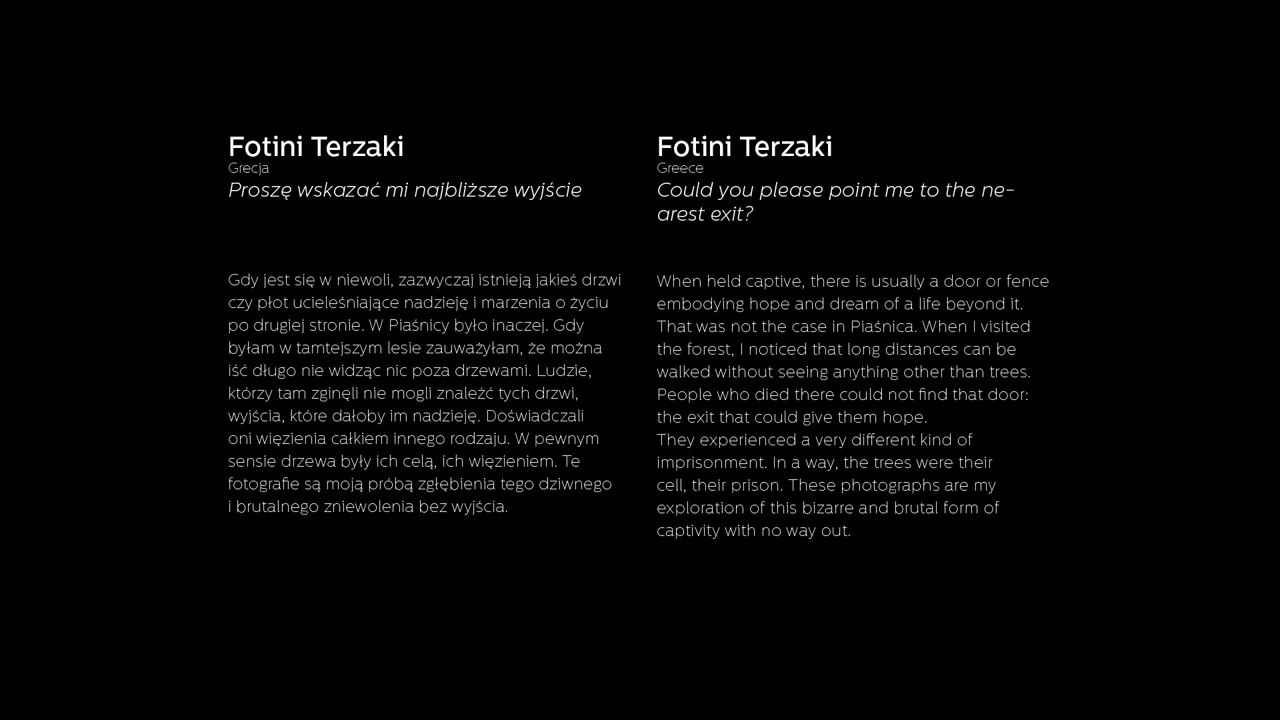 Fotini Terzaki
Grecja
Proszę wskazać mi najbliższe wyjście
Gdy jest się w niewoli, zazwyczaj istnieją jakieś drzwi
czy płot ucieleśniające nadzieję i marzenia o życiu
po drugiej stronie. W Piaśnicy było inaczej. Gdy
byłam w tamtejszym lesie zauważyłam, że można
iść długo nie widząc nic poza drzewami. Ludzie,
którzy tam zginęli nie mogli znaleźć tych drzwi,
wyjścia, które dałoby im nadzieję. Doświadczali
oni więzienia całkiem innego rodzaju. W pewnym
sensie drzewa były ich celą, ich więzieniem. Te
fotografie są moją próbą zgłębienia tego dziwnego
i brutalnego zniewolenia bez wyjścia.
Fotini Terzaki
Greece
Could you please point me to the ne-
arest exit?
When held captive, there is usually a door or fence
embodying hope and dream of a life beyond it.
That was not the case in Piaśnica. When I visited
the forest, I noticed that long distances can be
walked without seeing anything other than trees.
People who died there could not find that door:
the exit that could give them hope.
They experienced a very different kind of
imprisonment. In a way, the trees were their
cell, their prison. These photographs are my
exploration of this bizarre and brutal form of
captivity with no way out.